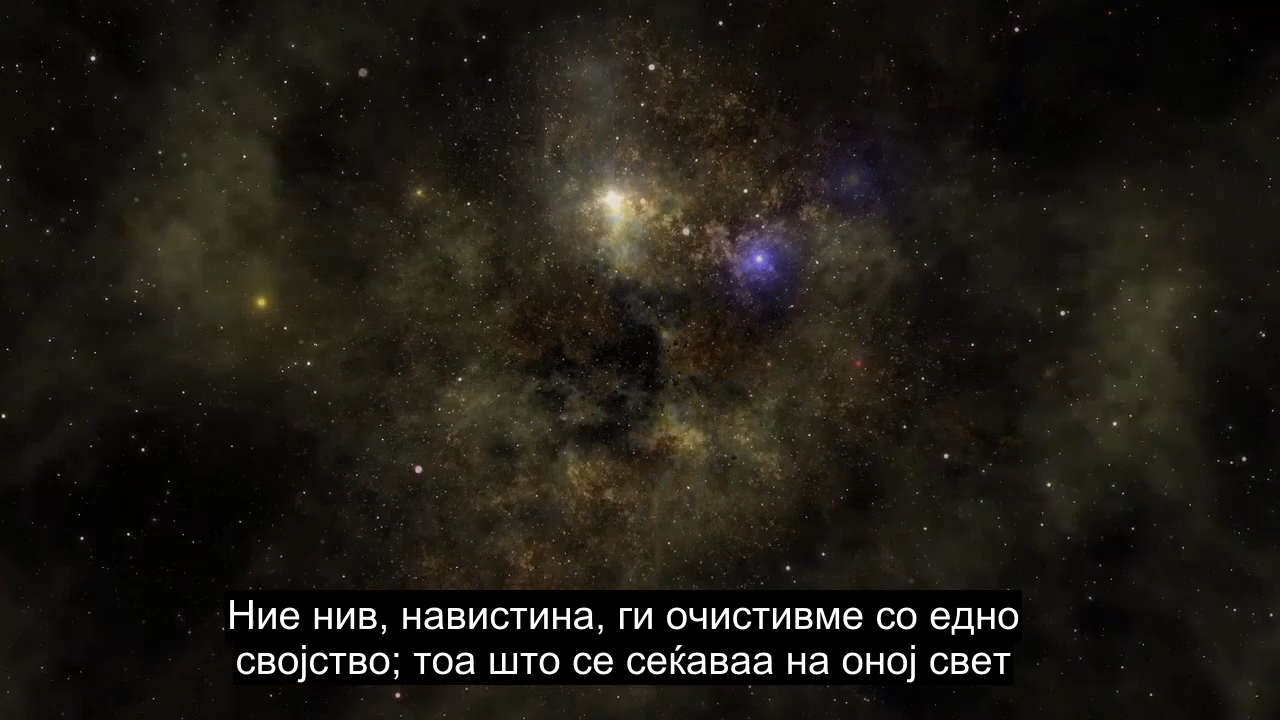 Ние нив, навистина, ги очистивме со едно
својство; тоа што се сеќаваа на оној свет